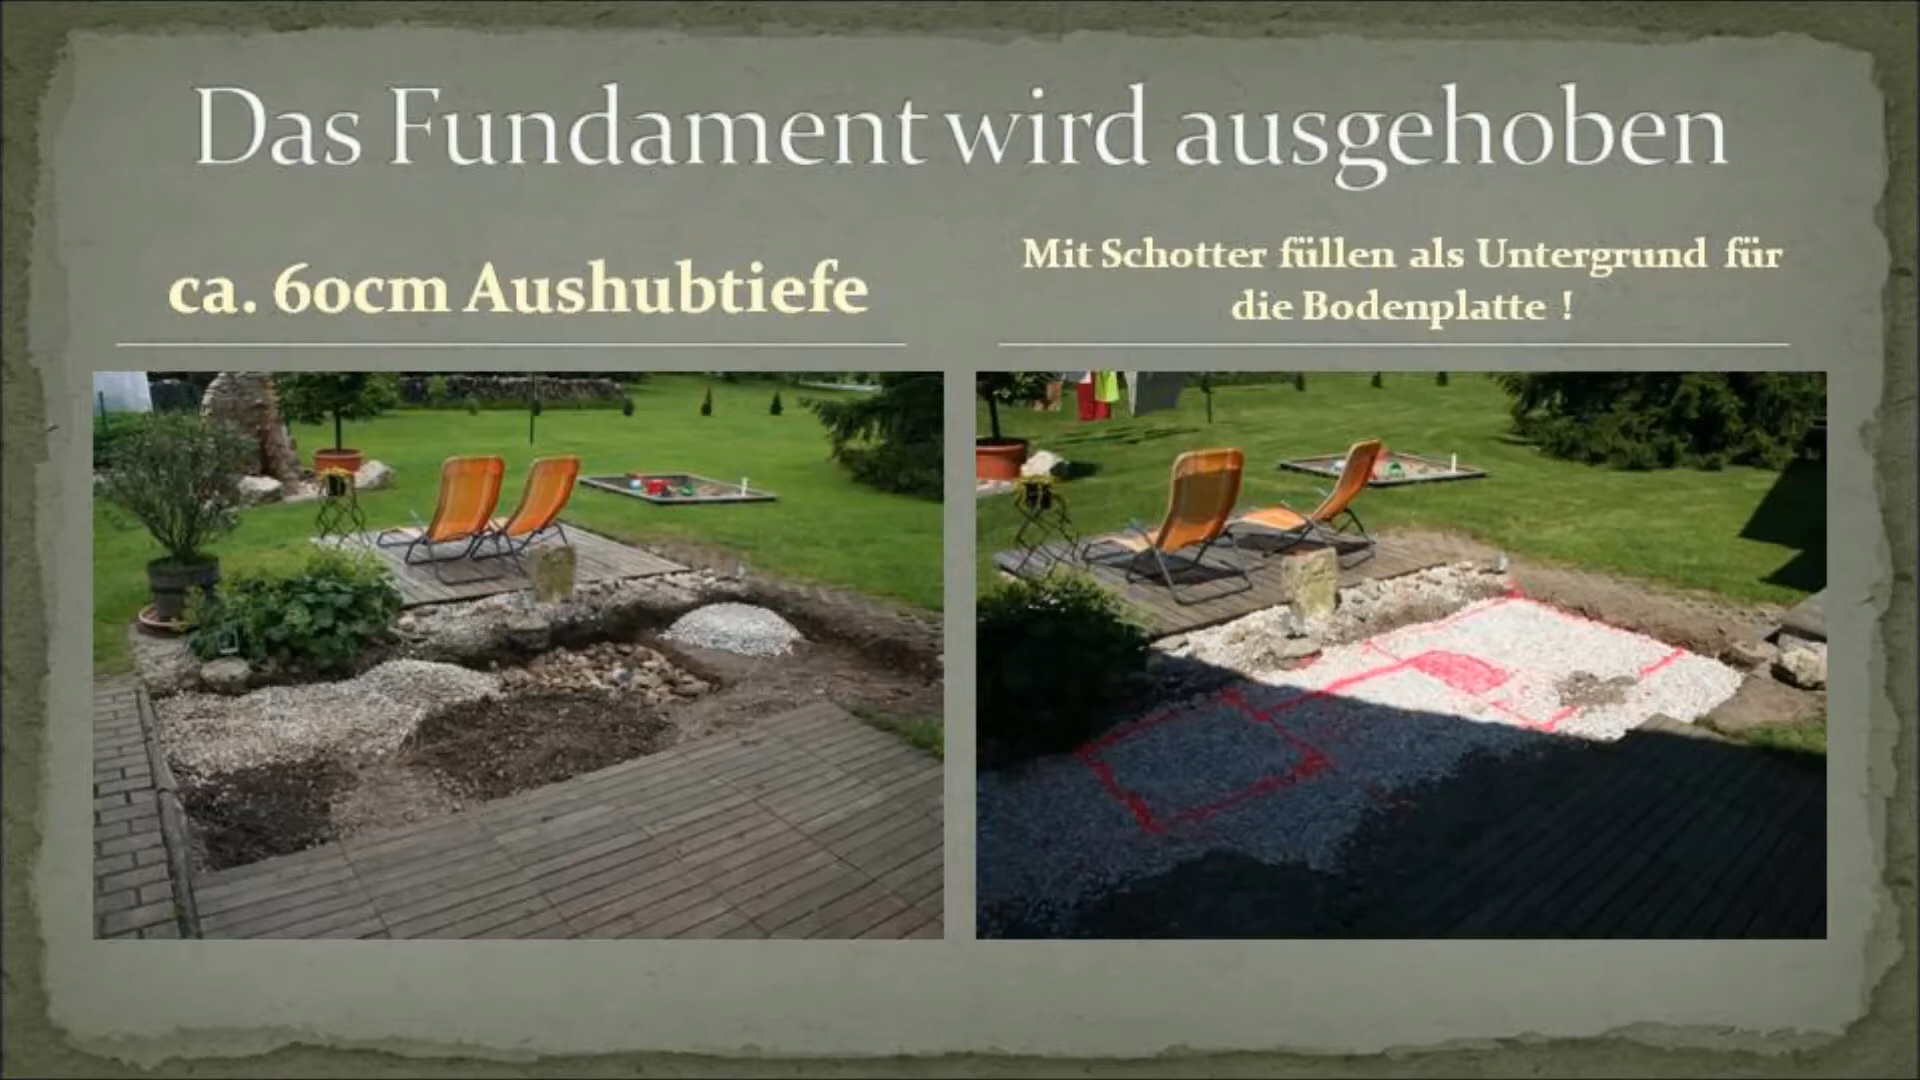 Das Fundament wird ausgehoben
ca. 60cm Aushubtiefe
Mit Schotter füllen als Untergrund für
die Bodenplatte !